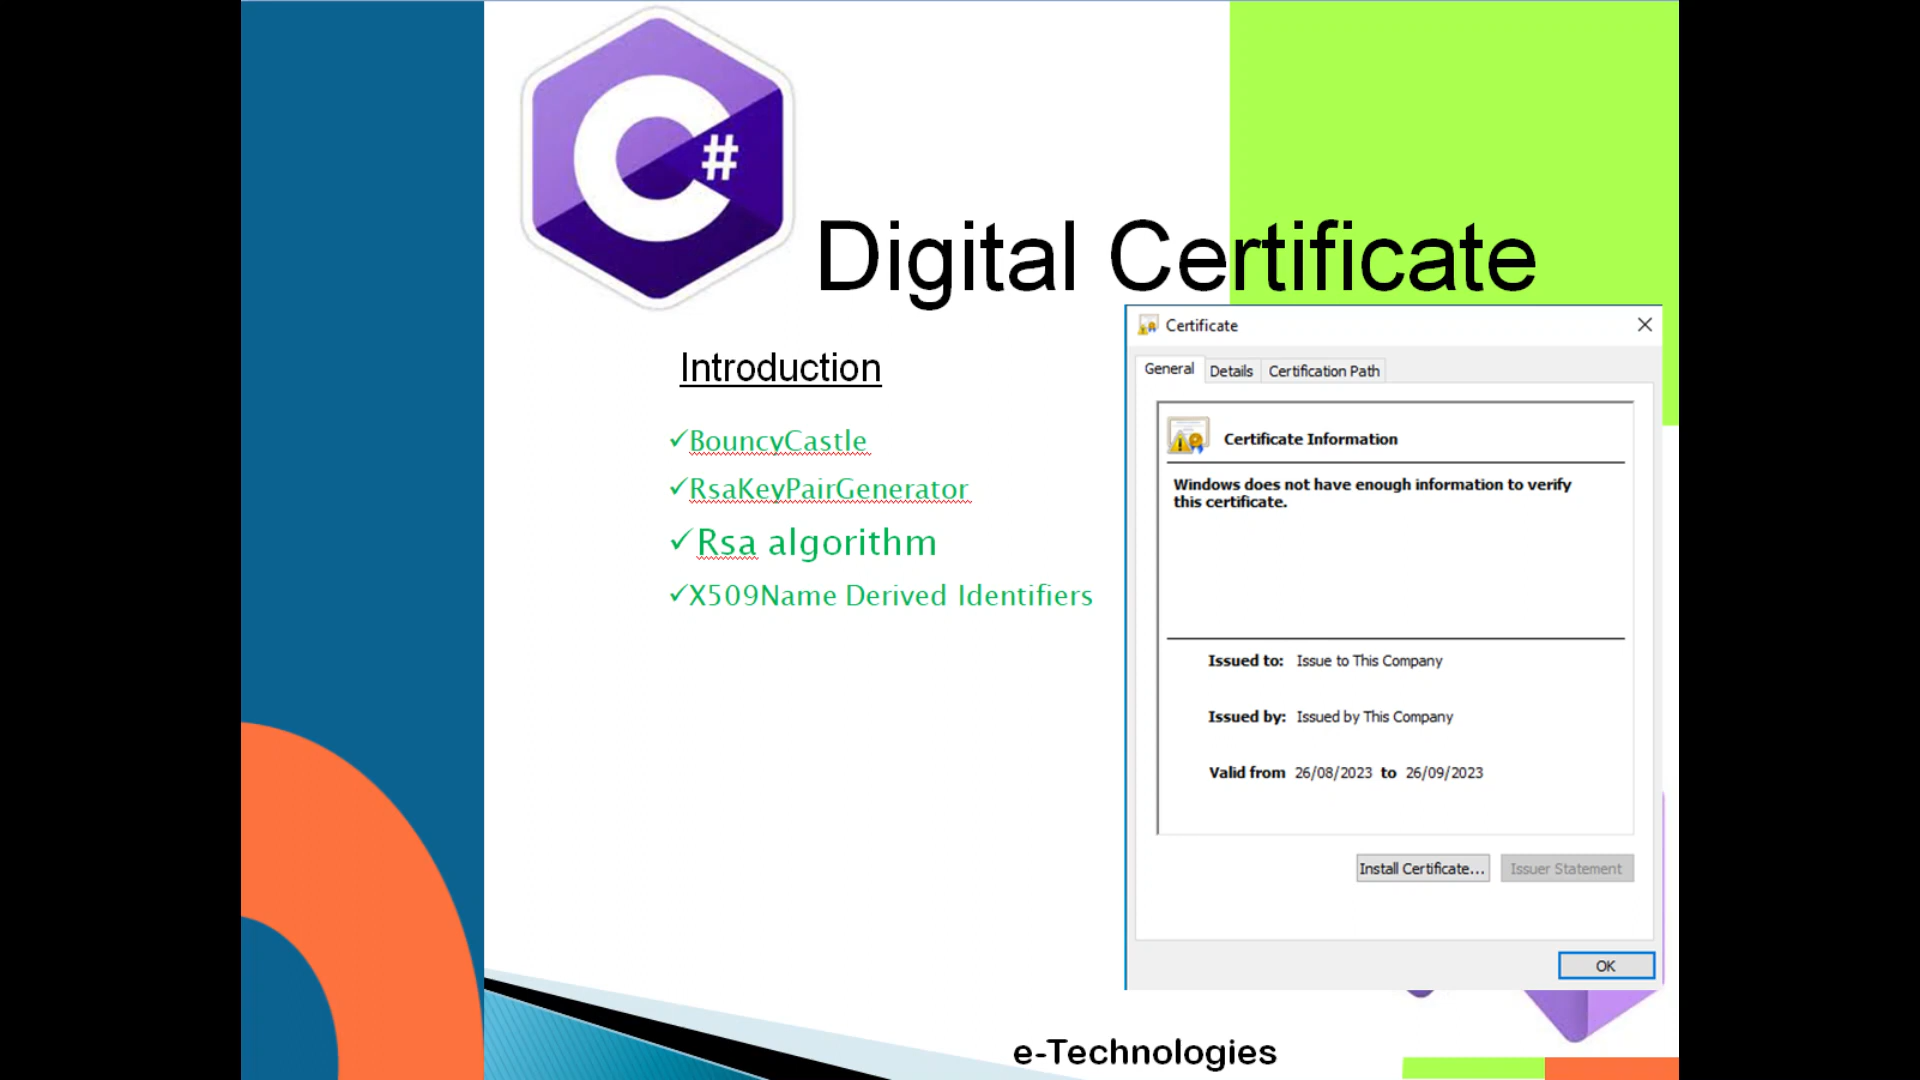 C#
Digital Certificate
Introduction
✓BouncyCastle
✓RsaKeyPairGenerator
✓Rsa algorithm
✓X509Name Derived Identifiers
Certificate
General Details Certification Path
Certificate Information
Windows does not have enough information to verify
this certificate.
Issued to: Issue to This Company
Issued by: Issued by This Company
Valid from 26/08/2023 to 26/09/2023
Install Certificate... Issuer Statement
OK
e-Technologies